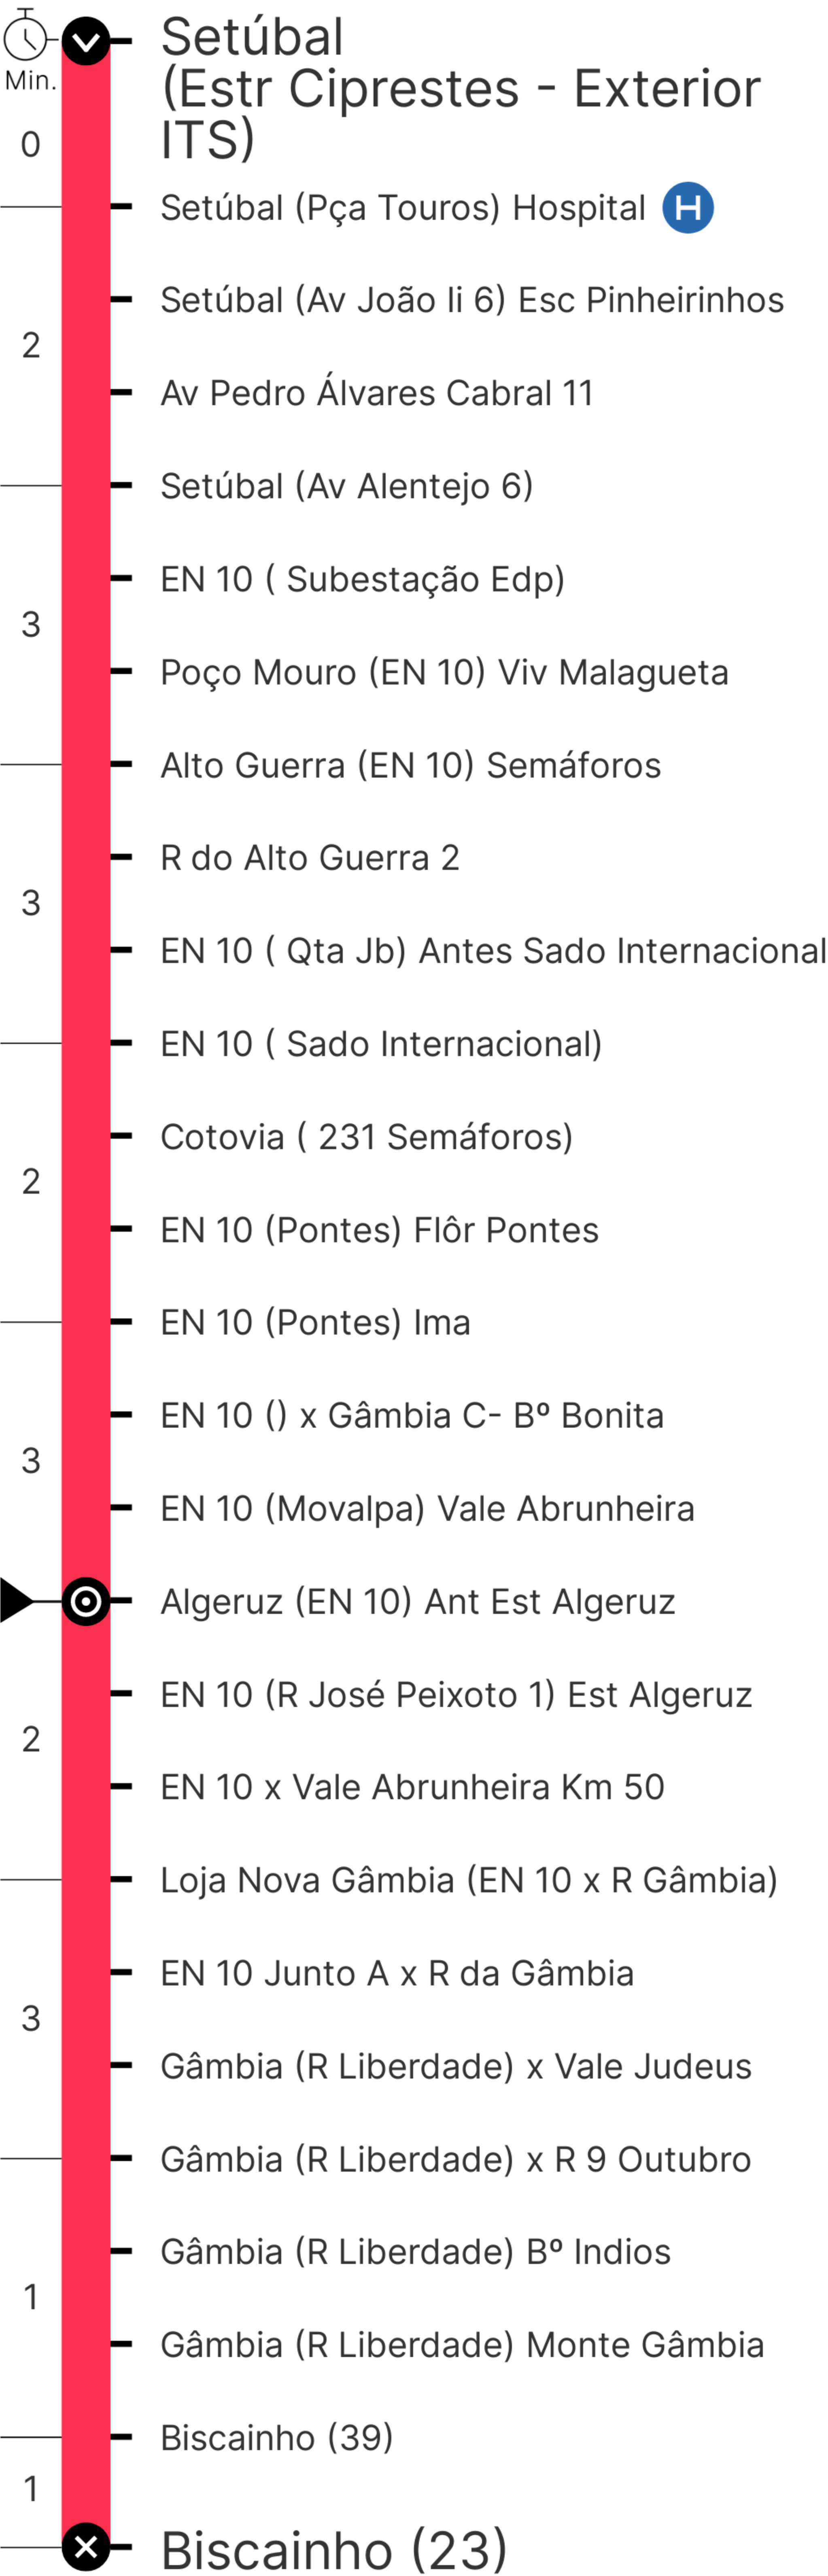 Setúbal
(Estr Ciprestes - Exterior
ITS)
Min.
0
Setúbal (Pça Touros) Hospital H
Setúbal (Av João Ii 6) Esc Pinheirinhos
2
Av Pedro Álvares Cabral 11
Setúbal (Av Alentejo 6)
EN 10 ( Subestação Edp)
3
Poço Mouro (EN 10) Viv Malagueta
Alto Guerra (EN 10) Semáforos
R do Alto Guerra 2
3
EN 10 ( Qta Jb) Antes Sado Internacional
EN 10 ( Sado Internacional)
Cotovia ( 231 Semáforos)
2
EN 10 (Pontes) Flôr Pontes
EN 10 (Pontes) Ima
EN 10 () x Gâmbia C- Bº Bonita
3
EN 10 (Movalpa) Vale Abrunheira
Algeruz (EN 10) Ant Est Algeruz
EN 10 (R José Peixoto 1) Est Algeruz
2
EN 10 x Vale Abrunheira Km 50
Loja Nova Gâmbia (EN 10 x R Gâmbia)
EN 10 Junto A x R da Gâmbia
3
Gâmbia (R Liberdade) x Vale Judeus
Gâmbia (R Liberdade) x R 9 Outubro
Gâmbia (R Liberdade) Bº Indios
1
Gâmbia (R Liberdade) Monte Gâmbia
Biscainho (39)
1
Biscainho (23)